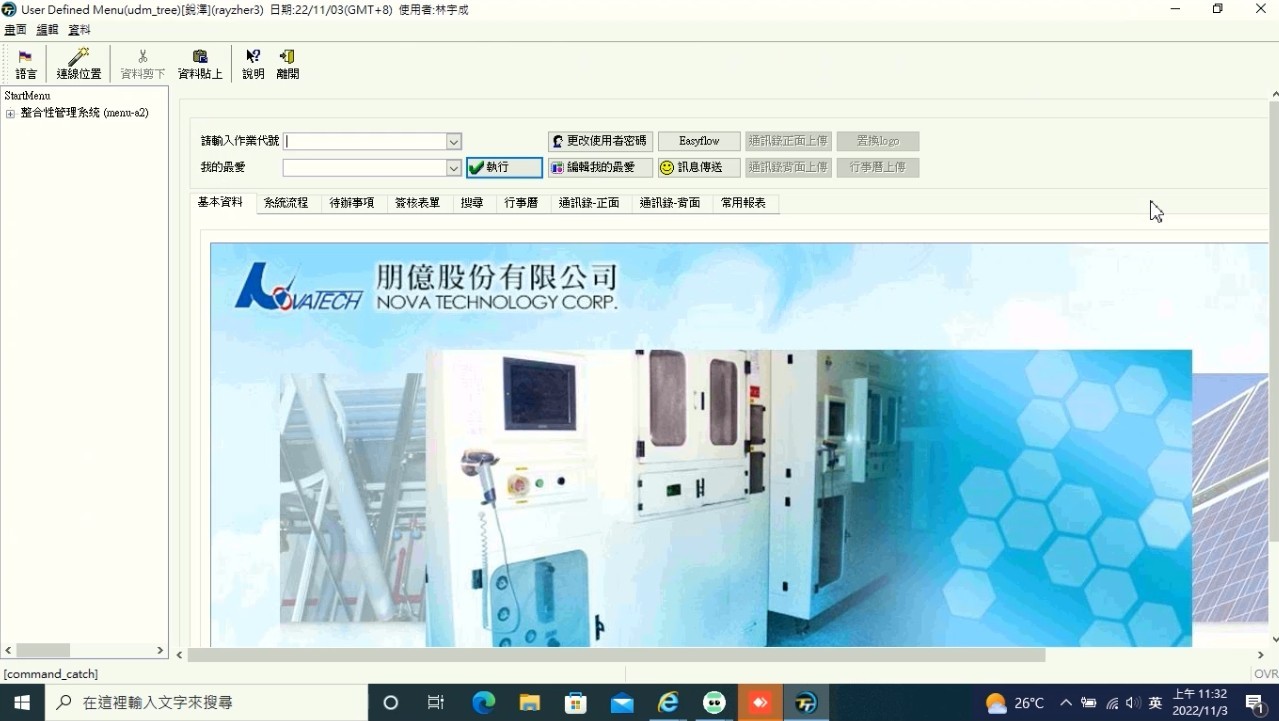 User Defined Menu(udm_tree)[銳澤](rayzher3) 日期:22/11/03(GMT+8) 使用者:林宇成
畫面 編輯 資料
語言 連線位置 資料剪下 資料貼上 說明 離開
StartMenu
整合性管理系統 (menu-a2)
請輸入作業代號 更改使用者密碼 Easyflow 通訊錄正面上傳 置換logo
我的最愛 執行 編輯我的最愛 訊息傳送 通訊錄背面上傳 行事曆上傳
基本資料 系統流程 待辦事項 簽核表單 搜尋 行事曆 通訊錄-正面 通訊錄-背面 常用報表
NOVATECH 朋億股份有限公司
NOVA TECHNOLOGY CORP.
[command_catch]
OVR
在這裡輸入文字來搜尋
26°C 英 上午 11:32
2022/11/3
1